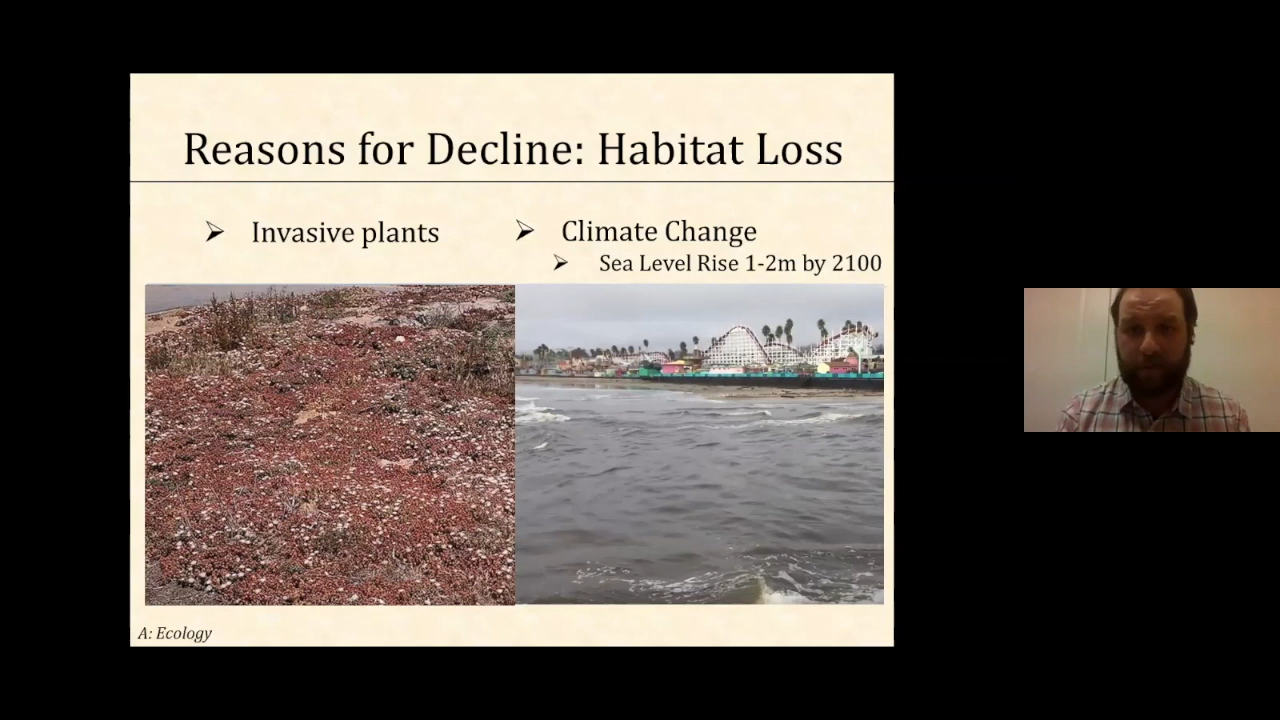 Reasons for Decline: Habitat Loss
Invasive plants
Climate Change
Sea Level Rise 1-2m by 2100
A: Ecology